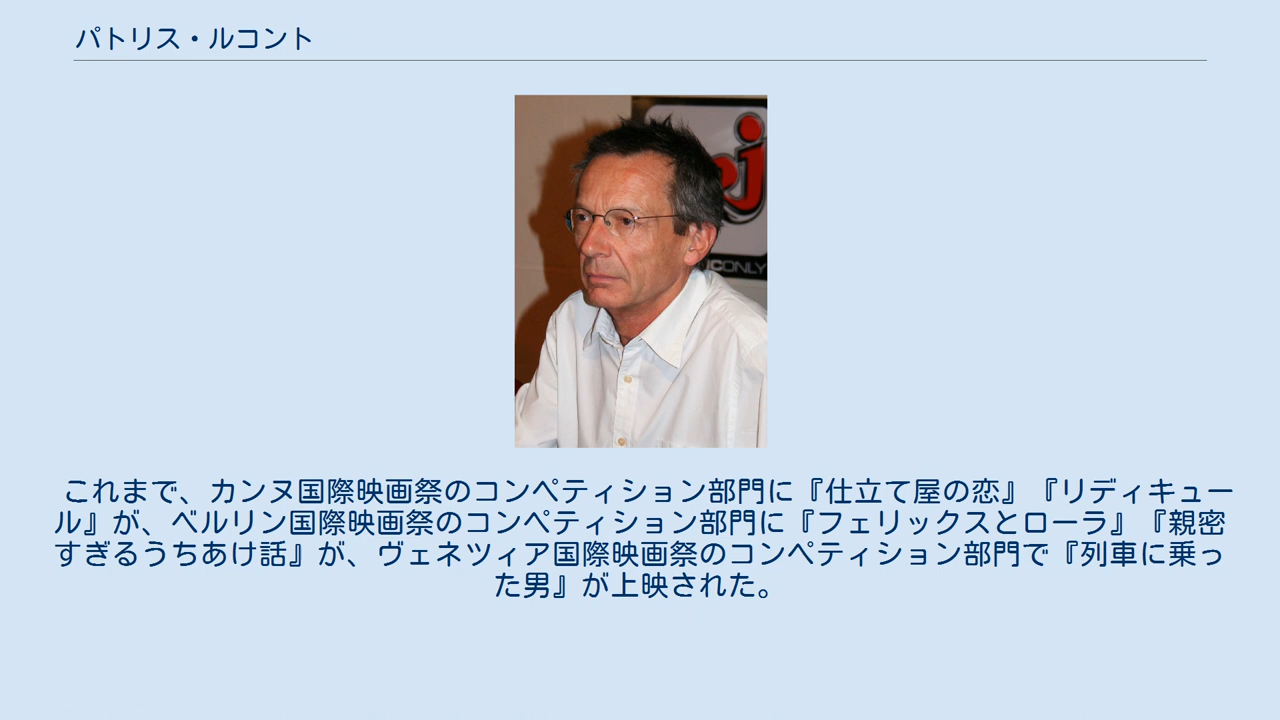 パトリス・ルコント
rj
ICONLY
これまで、カンヌ国際映画祭のコンペティション部門に『仕立て屋の恋』『リディキュー
ル』が、ベルリン国際映画祭のコンペティション部門に『フェリックスとローラ』『親密
すぎるうちあけ話』が、ヴェネツィア国際映画祭のコンペティション部門で『列車に乗っ
た男』が上映された。